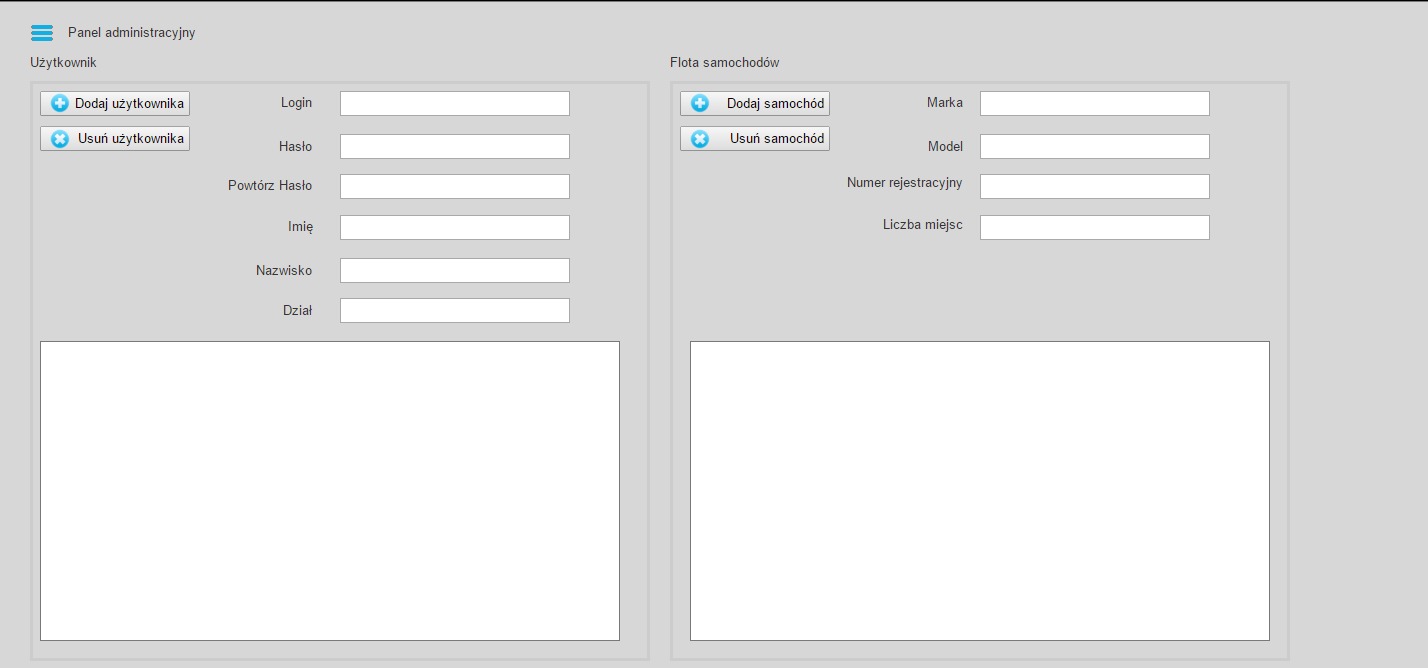 Panel administracyjny
Użytkownik
Dodaj użytkownika
Usuń użytkownika
Login
Hasło
Powtórz Hasło
Imię
Nazwisko
Dział
Flota samochodów
Dodaj samochód
Usuń samochód
Marka
Model
Numer rejestracyjny
Liczba miejsc